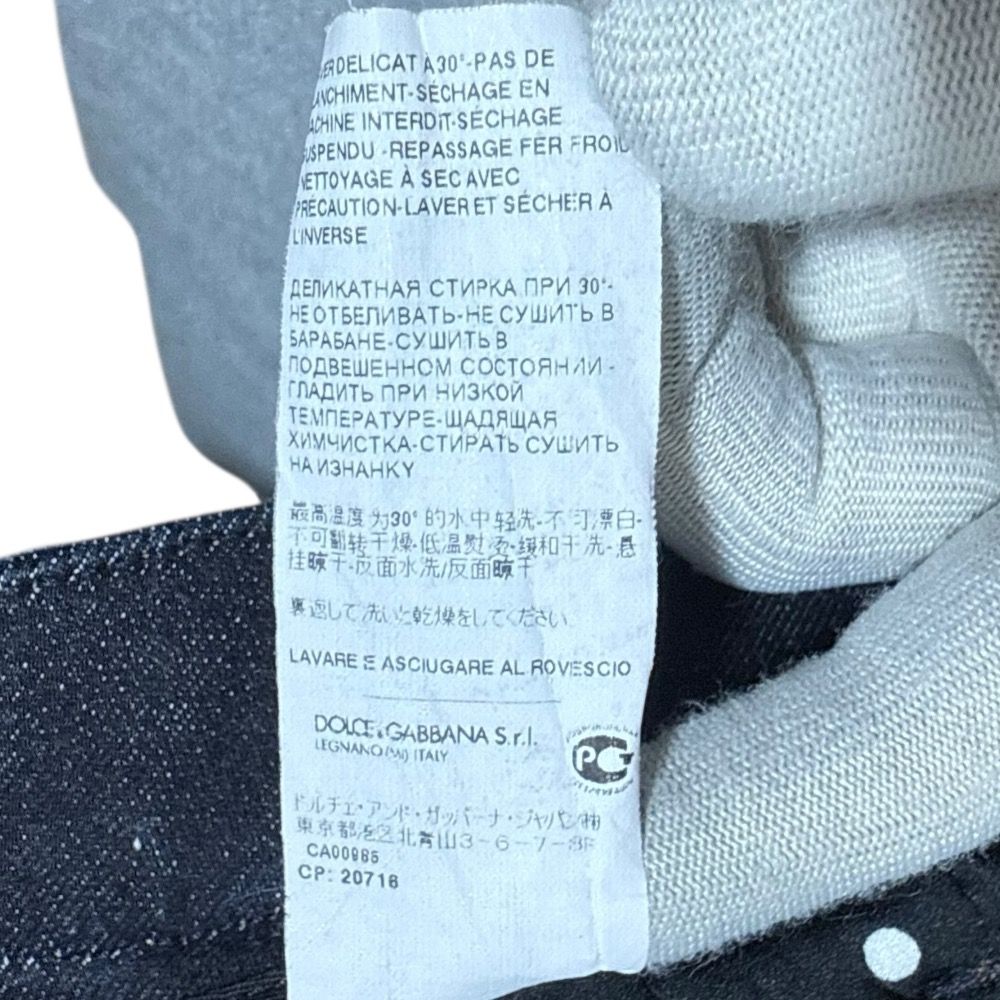 DELICAT À 30°-PAS DE
-SÉCHAGE EN
INTERDIT-SÉCHAGE
-REPASSAGE FER FROID
NETTOYAGE À SEC AVEC
PRÉCAUTION-LAVER ET SÉCHER À
L'INVERSE
ДЕЛИКАТНАЯ СТИРКА ПРИ 30°-
НЕ ОТБЕЛИВАТЬ-НЕ СУШИТЬ В
БАРАБАНЕ-СУШИТЬ В
ПОДВЕШЕННОМ СОСТОЯНИИ -
ГЛАДИТЬ ПРИ НИЗКОЙ
ТЕМПЕРАТУРЕ-ЩАДЯЩАЯ
ХИМЧИСТКА-СТИРАТЬ СУШИТЬ
НА ИЗНАНКУ
最高温度为30°的水中轻洗-不可漂白-
不可翻转干燥-低温熨烫-缓和干洗-悬
挂晾干-反面水洗/反面晾干
裏返して洗いと乾燥をしてください
LAVARE E ASCIUGARE AL ROVESCIO
DOLCE&GABBANA S.r.l.
LEGNANO (MI) ITALY
PCT
ドルチェ・アンド・ガッバーナ・ジャパン(株)
東京都港区北青山3-6-7-8F
CA00985
CP: 20716